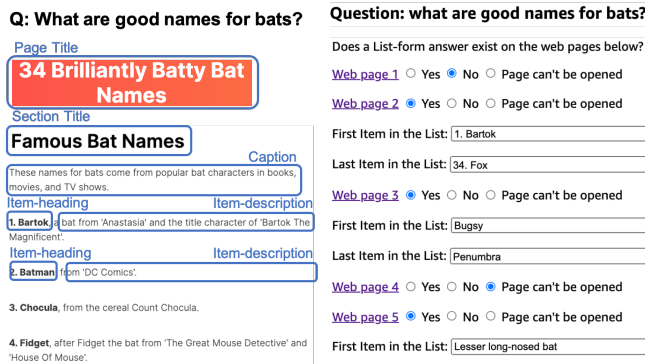 Q: What are good names for bats?
Page Title
34 Brilliantly Batty Bat
Names
Section Title
Famous Bat Names
Caption
These names for bats come from popular bat characters in books,
movies, and TV shows.
Item-heading Item-description
1. Bartok, a bat from 'Anastasia' and the title character of 'Bartok The
Magnificent'.
Item-heading Item-description
2. Batman, from 'DC Comics'.
3. Chocula, from the cereal Count Chocula.
4. Fidget, after Fidget the bat from 'The Great Mouse Detective' and
'House Of Mouse'.
Question: what are good names for bats?
Does a List-form answer exist on the web pages below?
Web page 1 Yes No Page can't be opened
Web page 2 Yes No Page can't be opened
First Item in the List: 1. Bartok
Last Item in the List: 34. Fox
Web page 3 Yes No Page can't be opened
First Item in the List: Bugsy
Last Item in the List: Penumbra
Web page 4 Yes No Page can't be opened
Web page 5 Yes No Page can't be opened
First Item in the List: Lesser long-nosed bat